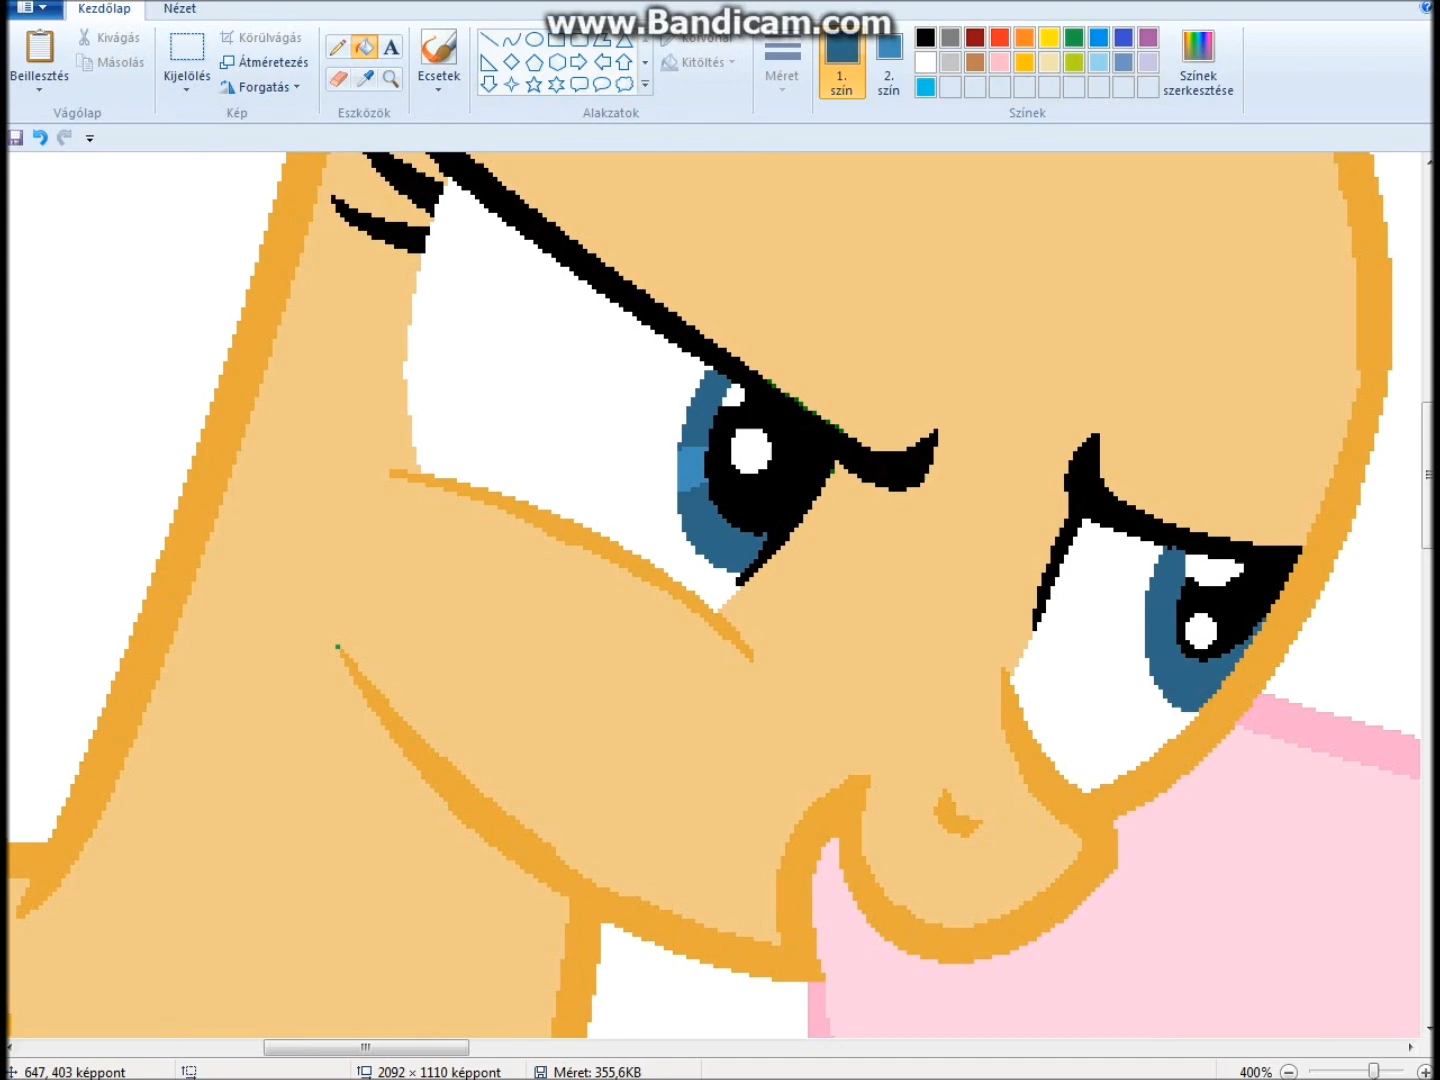 www.Bandicam.com
Kezdőlap
Nézet
Beillesztés
Kivágás
Másolás
Vágólap
Kijelölés
Körülvágás
Átméretezés
Forgatás
Kép
A
Eszközök
Ecsetek
Alakzatok
Körvonal
Kitöltés
Méret
1.
szín
2.
szín
Színek
szerkesztése
Színek
647, 403 képpont
2092 × 1110 képpont
Méret: 355,6KB
400%